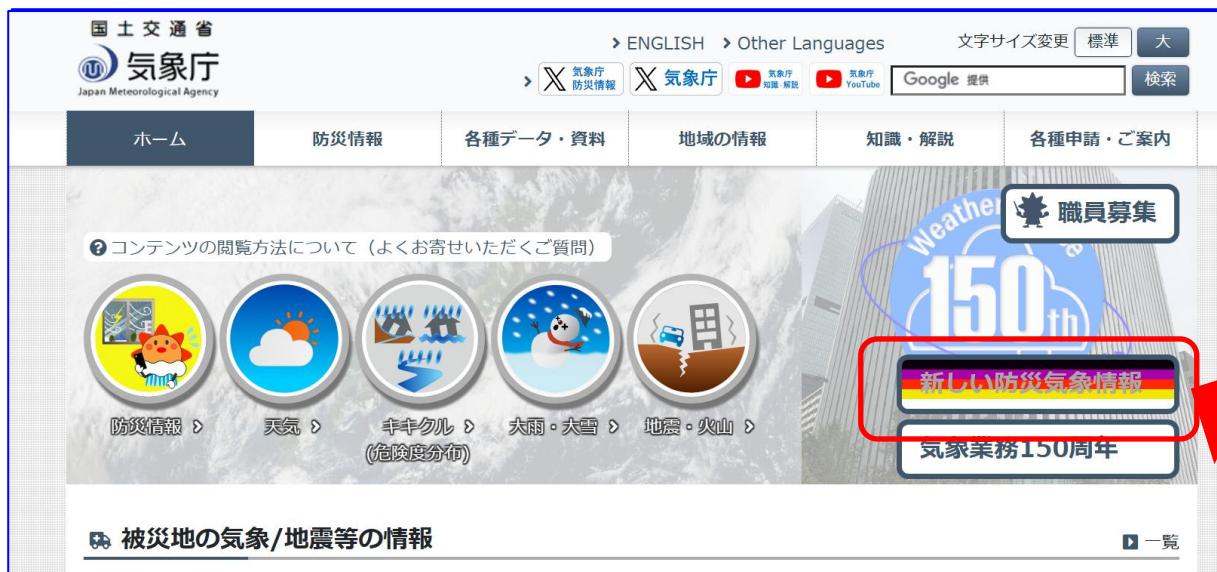 国土交通省
気象庁
Japan Meteorological Agency
ENGLISH Other Languages 文字サイズ変更 標準 大
気象庁 防災情報 気象庁 気象庁 知識・解説 気象庁 YouTube Google 提供 検索
ホーム 防災情報 各種データ・資料 地域の情報 知識・解説 各種申請・ご案内
職員募集
コンテンツの閲覧方法について（よくお寄せいただくご質問）
150th
新しい防災気象情報
防災情報 天気 キキクル 大雨・大雪 地震・火山
(危険度分布)
気象業務150周年
被災地の気象/地震等の情報 一覧